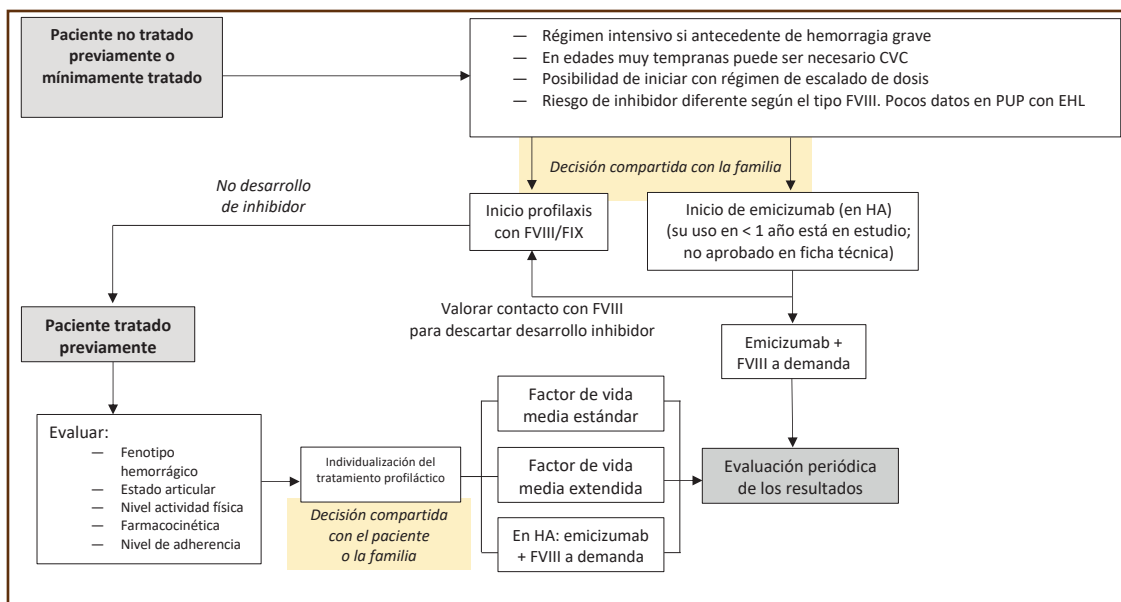 Paciente no tratado
previamente o
mínimamente tratado
— Régimen intensivo si antecedente de hemorragia grave
— En edades muy tempranas puede ser necesario CVC
— Posibilidad de iniciar con régimen de escalado de dosis
— Riesgo de inhibidor diferente según el tipo FVIII. Pocos datos en PUP con EHL
Decisión compartida con la familia
No desarrollo
de inhibidor
Inicio profilaxis
con FVIII/FIX
Inicio de emicizumab (en HA)
(su uso en < 1 año está en estudio;
no aprobado en ficha técnica)
Valorar contacto con FVIII
para descartar desarrollo inhibidor
Paciente tratado
previamente
Emicizumab +
FVIII a demanda
Evaluar:
— Fenotipo
hemorrágico
— Estado articular
— Nivel actividad física
— Farmacocinética
— Nivel de adherencia
Individualización del
tratamiento profiláctico
Decisión compartida
con el paciente
o la familia
Factor de vida
media estándar
Factor de vida
media extendida
En HA: emicizumab
+ FVIII a demanda
Evaluación periódica
de los resultados